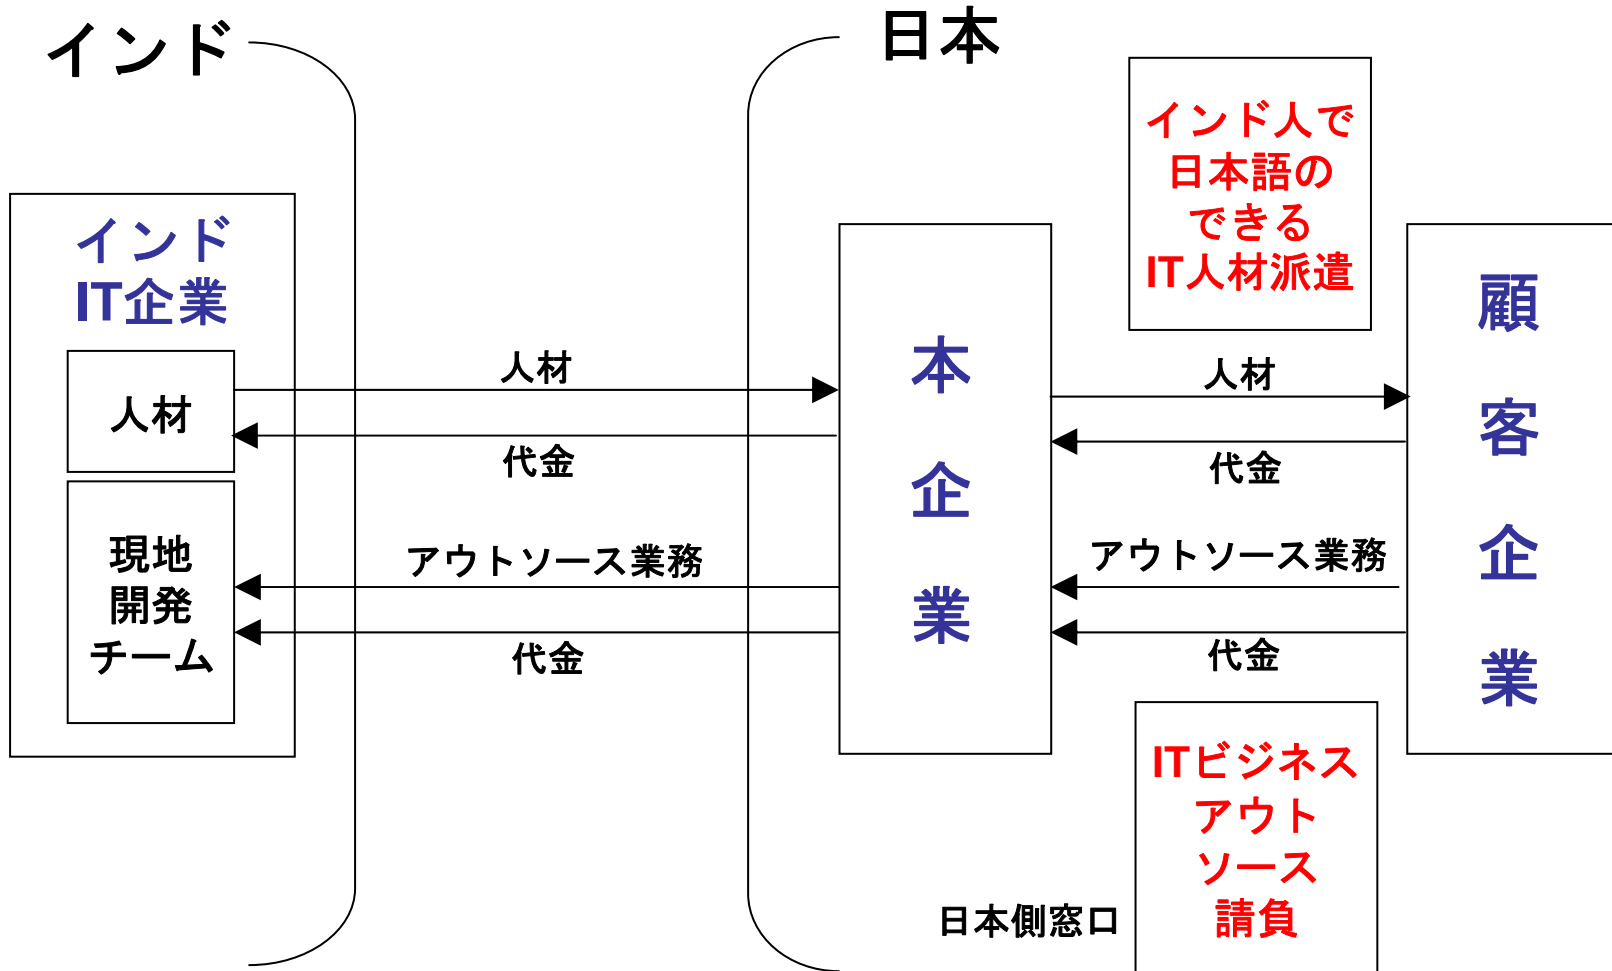 インド
日本
インド人で
日本語の
できる
IT人材派遣
インド
IT企業
人材
現地
開発
チーム
人材
代金
アウトソース業務
代金
本
企
業
人材
代金
アウトソース業務
代金
顧
客
企
業
ITビジネス
アウト
ソース
請負
日本側窓口